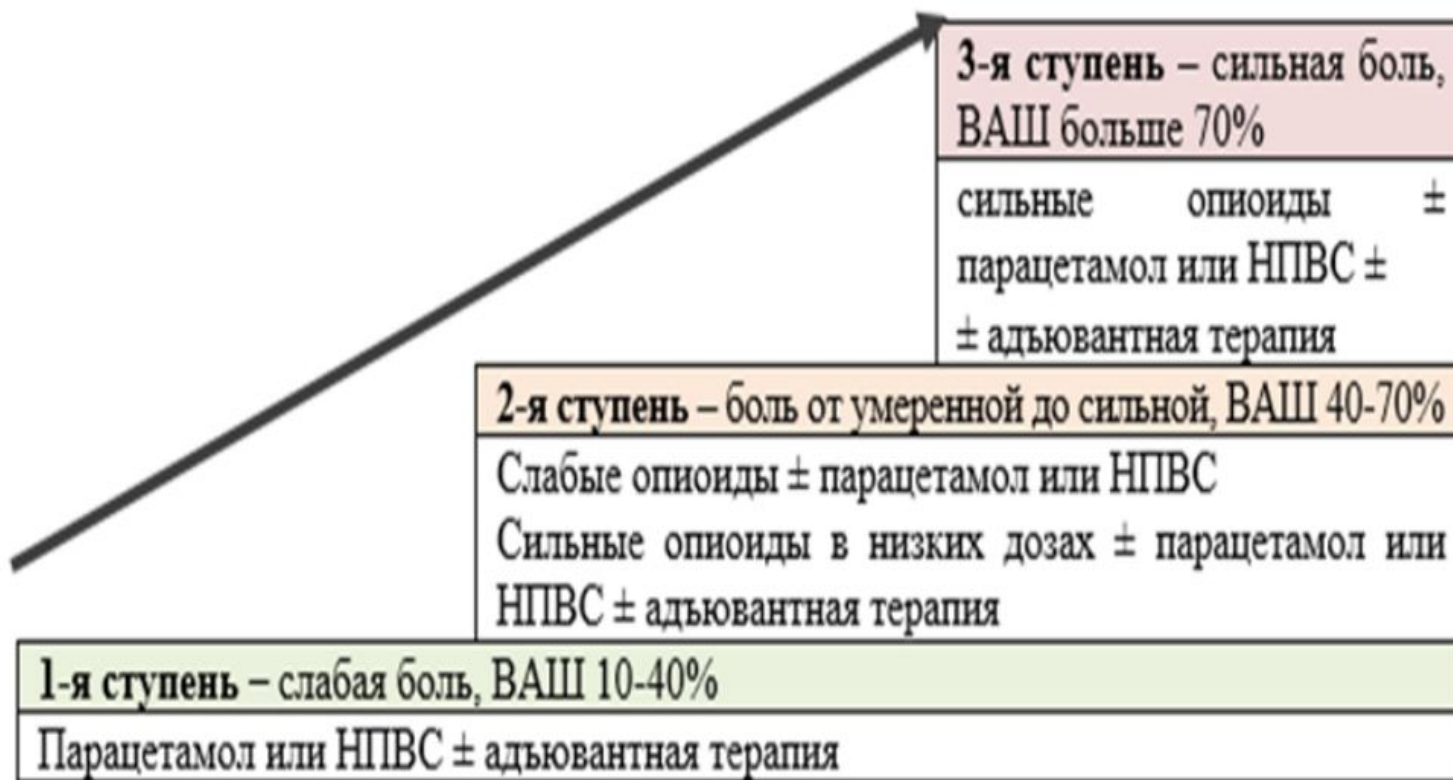 3-я ступень – сильная боль,
ВАШ больше 70%
сильные опиоиды ±
парацетамол или НПВС ±
± адъювантная терапия
2-я ступень – боль от умеренной до сильной, ВАШ 40-70%
Слабые опиоиды ± парацетамол или НПВС
Сильные опиоиды в низких дозах ± парацетамол или
НПВС ± адъювантная терапия
1-я ступень – слабая боль, ВАШ 10-40%
Парацетамол или НПВС ± адъювантная терапия